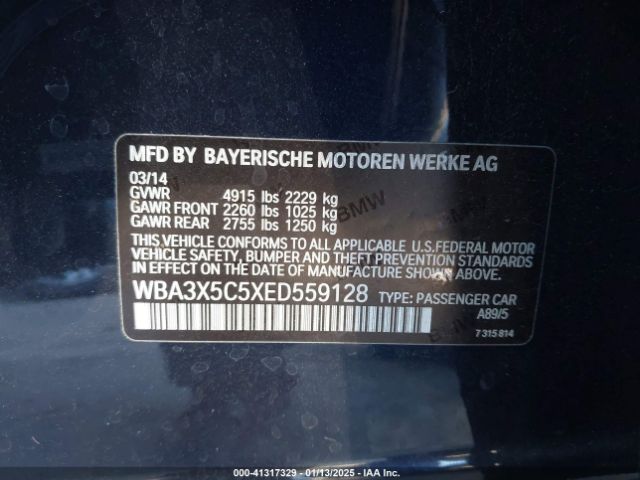 MFD BY BAYERISCHE MOTOREN WERKE AG
03/14
GVWR 4915 lbs 2229 kg
GAWR FRONT 2260 lbs 1025 kg
GAWR REAR 2755 lbs 1250 kg
BMW
THIS VEHICLE CONFORMS TO ALL APPLICABLE U.S.FEDERAL MOTOR
VEHICLE SAFETY, BUMPER AND THEFT PREVENTION STANDARDS
IN EFFECT ON THE DATE OF MANUFACTURE SHOWN ABOVE.
WBA3X5C5XED559128 TYPE: PASSENGER CAR
A89/5
7315814
000-41317329 - 01/13/2025 - IAA Inc.